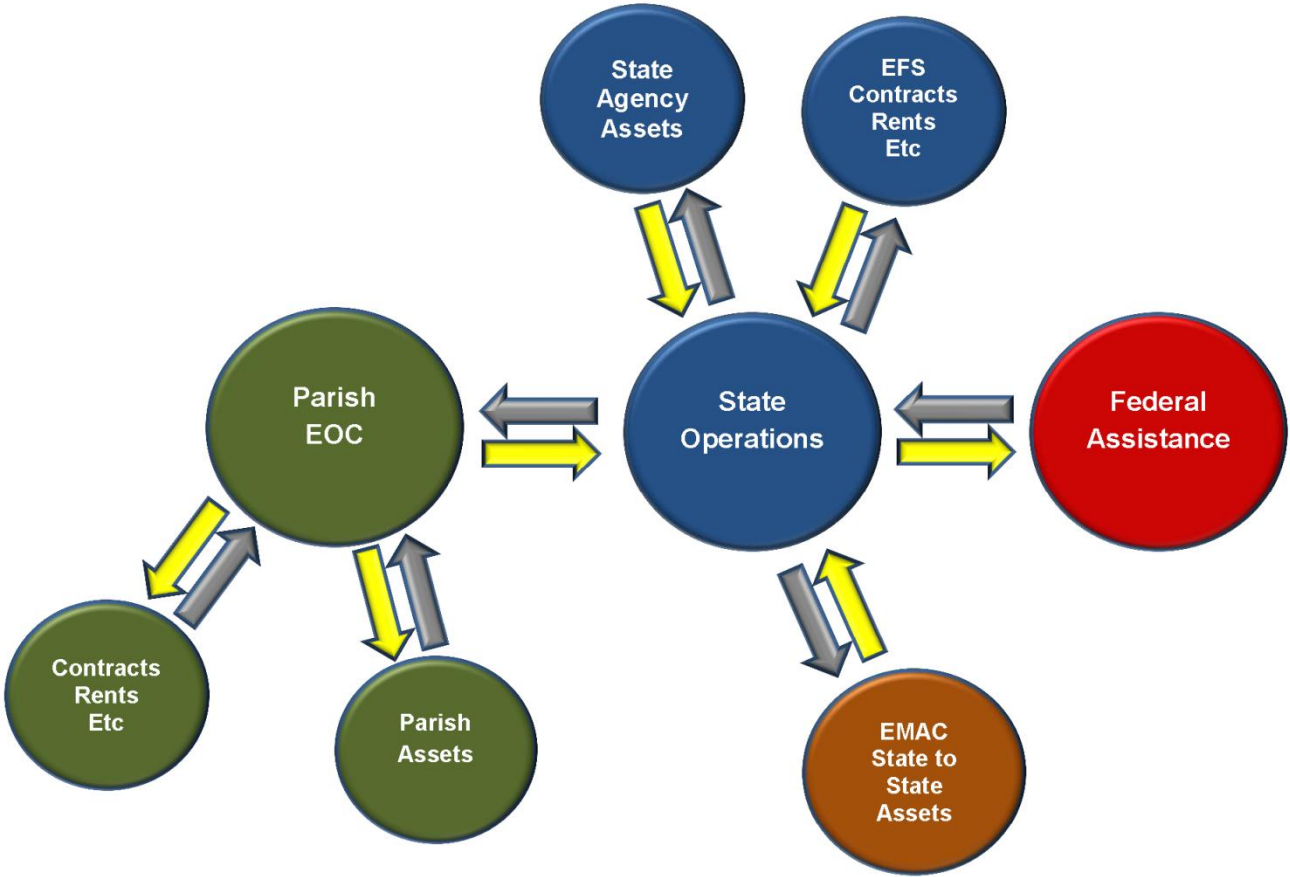 State
Agency
Assets
EFS
Contracts
Rents
Etc
Parish
EOC
State
Operations
Federal
Assistance
Contracts
Rents
Etc
Parish
Assets
EMAC
State to
State
Assets